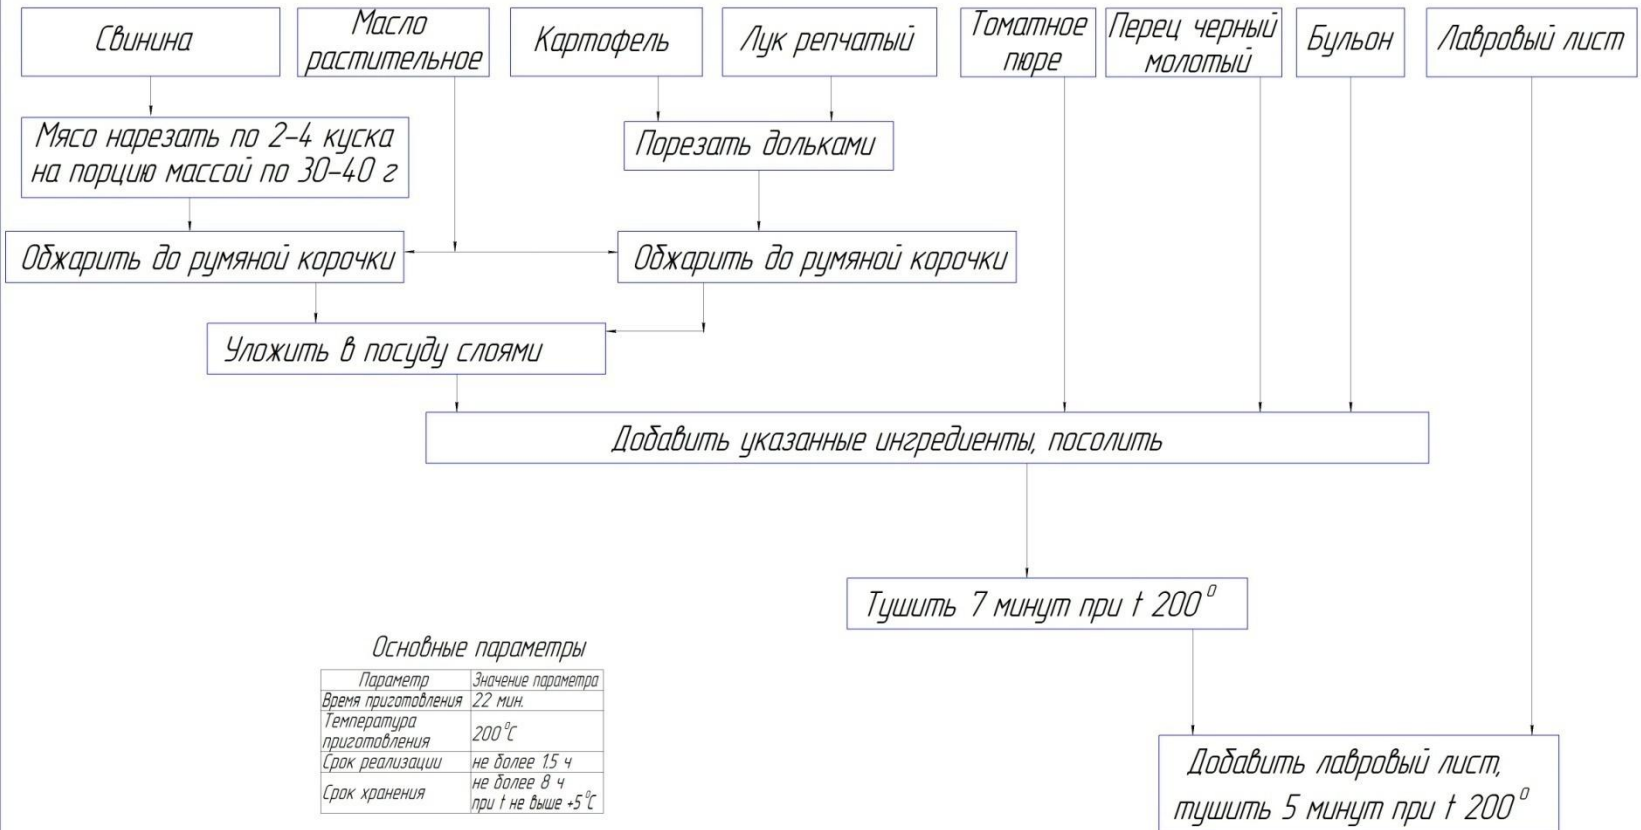 Свинина
Масло
растительное
Картофель
Лук репчатый
Томатное
пюре
Перец черный
молотый
Бульон
Лавровый лист
Мясо нарезать по 2-4 куска
на порцию массой по 30-40 г
Порезать дольками
Обжарить до румяной корочки
Обжарить до румяной корочки
Уложить в посуду слоями
Добавить указанные ингредиенты, посолить
Тушить 7 минут при t 200⁰
Добавить лавровый лист,
тушить 5 минут при t 200⁰
Основные параметры
Параметр Значение параметра
Время приготовления 22 мин.
Температура
приготовления 200⁰C
Срок реализации не более 1.5 ч
Срок хранения не более 8 ч
при t не выше +5⁰C